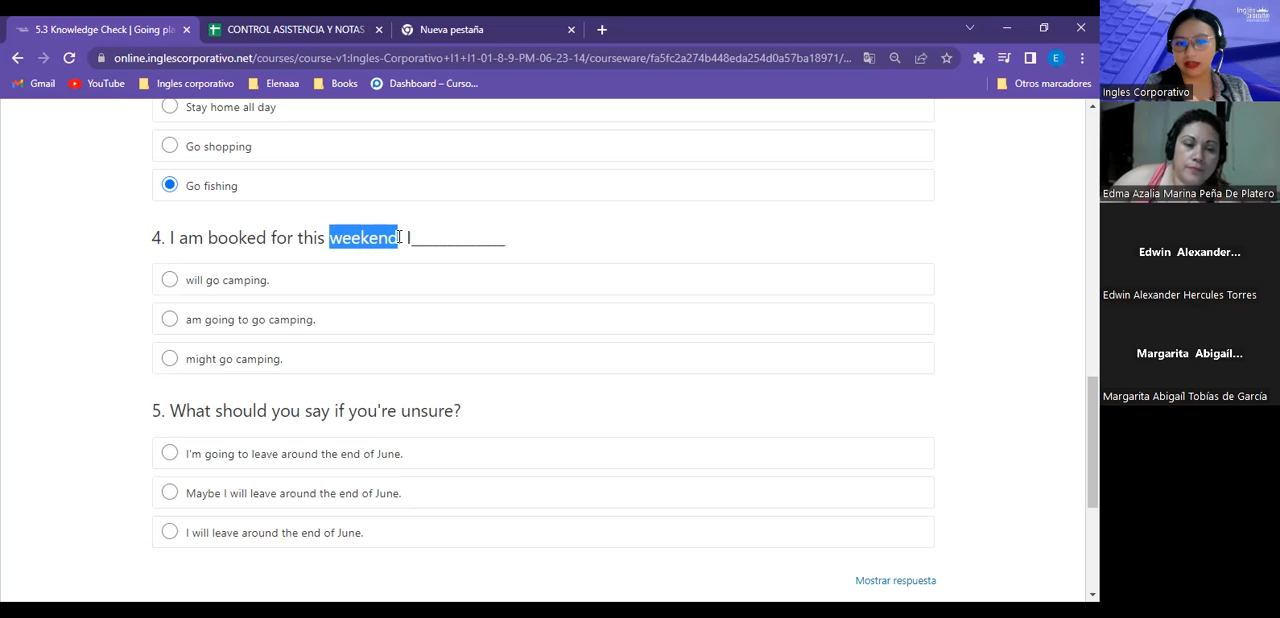 5.3 Knowledge Check | Going pla
CONTROL ASISTENCIA Y NOTAS
Nueva pestaña
online.inglescorporativo.net/courses/course-v1:Ingles-Corporativo+I1+I1-01-8-9-PM-06-23-14/courseware/fa5fc2a274b448eda254d0a57ba18971/...
E
Gmail
YouTube
Ingles corporativo
Elenaaa
Books
Dashboard – Curso...
Otros marcadores
Stay home all day
Go shopping
Go fishing
4. I am booked for this weekend I___________
will go camping.
am going to go camping.
might go camping.
5. What should you say if you're unsure?
I'm going to leave around the end of June.
Maybe I will leave around the end of June.
I will leave around the end of June.
Mostrar respuesta
Ingles Corporativo
Edma Azalia Marina Peña De Platero
Edwin Alexander...
Edwin Alexander Hercules Torres
Margarita Abigaíl...
Margarita Abigaíl Tobías de García